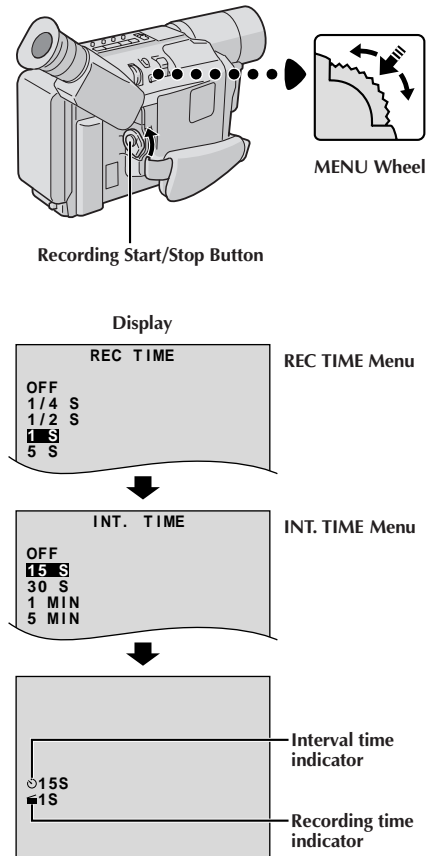 MENU Wheel
Recording Start/Stop Button
Display
REC TIME
REC TIME Menu
OFF
1/4 S
1/2 S
1 S
5 S
INT. TIME
INT. TIME Menu
OFF
15 S
30 S
1 MIN
5 MIN
Interval time
indicator
15S
1S
Recording time
indicator